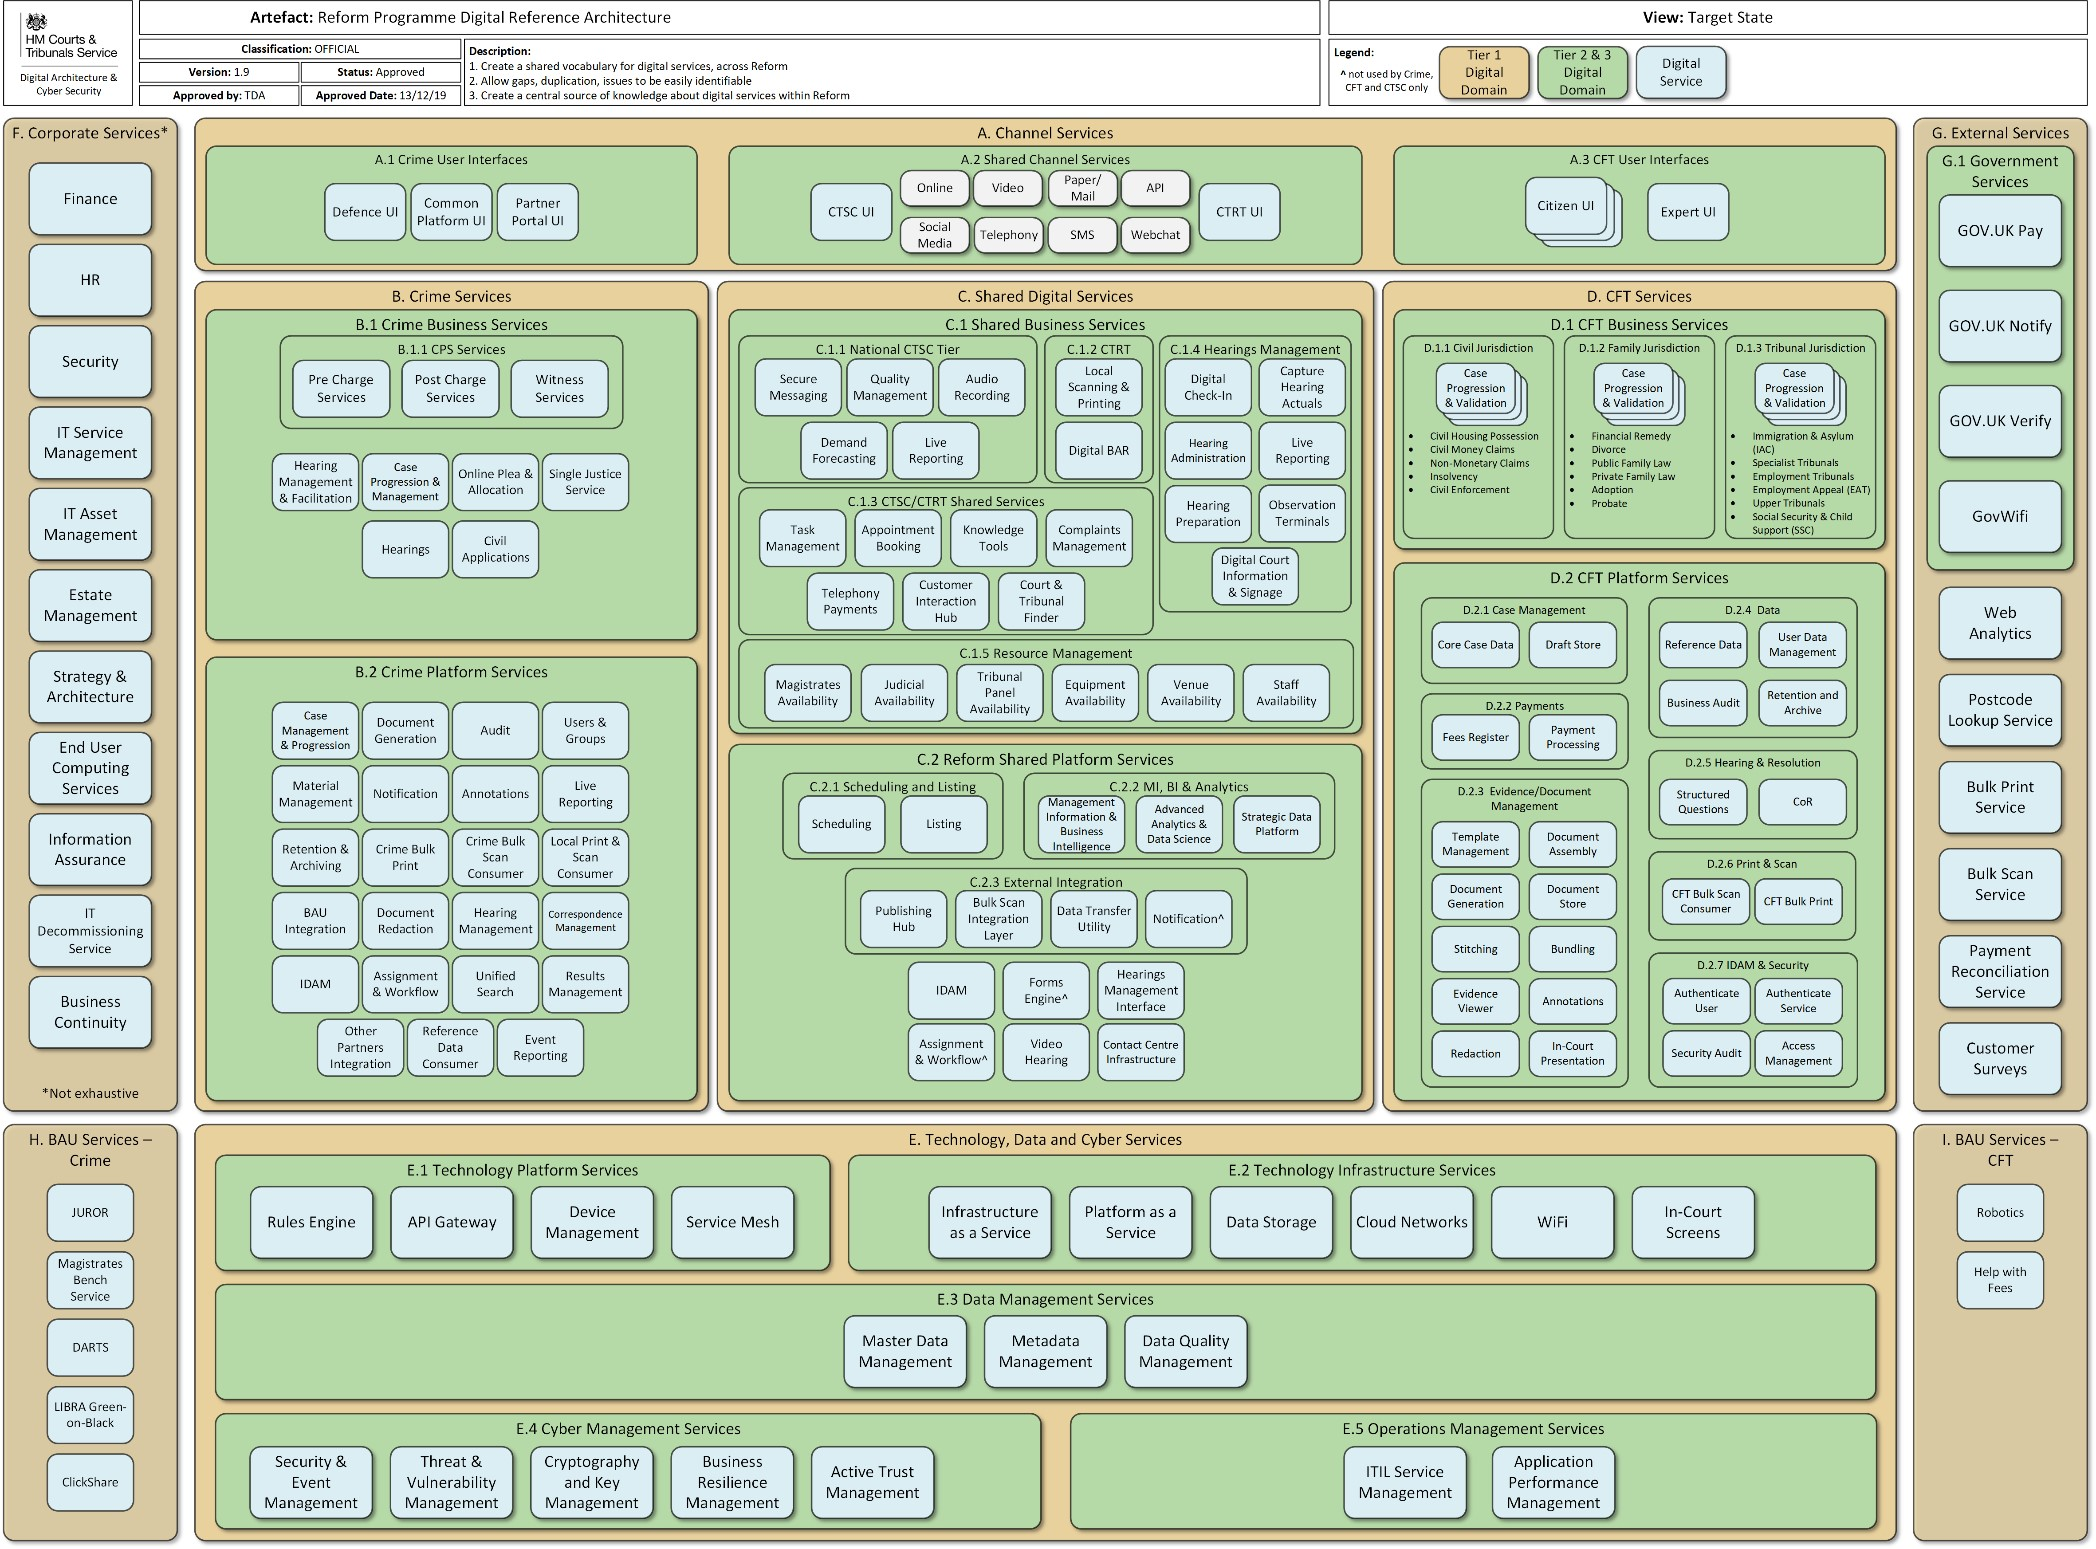 HM Courts &
Tribunals Service
Digital Architecture &
Cyber Security
Artefact: Reform Programme Digital Reference Architecture
Classification: OFFICIAL
Version: 1.9
Status: Approved
Approved by: TDA
Approved Date: 13/12/19
Description:
1. Create a shared vocabulary for digital services, across Reform
2. Allow gaps, duplication, issues to be easily identifiable
3. Create a central source of knowledge about digital services within Reform
View: Target State
Legend:
^ not used by Crime,
CFT and CTSC only
Tier 1
Digital
Domain
Tier 2 & 3
Digital
Domain
Digital
Service
F. Corporate Services*
Finance
HR
Security
IT Service
Management
IT Asset
Management
Estate
Management
Strategy &
Architecture
End User
Computing
Services
Information
Assurance
IT
Decommissioning
Service
Business
Continuity
*Not exhaustive
A. Channel Services
A.1 Crime User Interfaces
Defence UI
Common
Platform UI
Partner
Portal UI
A.2 Shared Channel Services
CTSC UI
Online
Video
Paper/
Mail
API
Social
Media
Telephony
SMS
Webchat
CTRT UI
A.3 CFT User Interfaces
Citizen UI
Expert UI
B. Crime Services
B.1 Crime Business Services
B.1.1 CPS Services
Pre Charge
Services
Post Charge
Services
Witness
Services
Hearing
Management
& Facilitation
Case
Progression &
Management
Online Plea &
Allocation
Single Justice
Service
Hearings
Civil
Applications
B.2 Crime Platform Services
Case
Management
& Progression
Document
Generation
Audit
Users &
Groups
Material
Management
Notification
Annotations
Live
Reporting
Retention &
Archiving
Crime Bulk
Print
Crime Bulk
Scan
Consumer
Local Print &
Scan
Consumer
BAU
Integration
Document
Redaction
Hearing
Management
Correspondence
Management
IDAM
Assignment
& Workflow
Unified
Search
Results
Management
Other
Partners
Integration
Reference
Data
Consumer
Event
Reporting
C. Shared Digital Services
C.1 Shared Business Services
C.1.1 National CTSC Tier
Secure
Messaging
Quality
Management
Audio
Recording
Demand
Forecasting
Live
Reporting
C.1.2 CTRT
Local
Scanning &
Printing
Digital BAR
C.1.4 Hearings Management
Digital
Check-In
Capture
Hearing
Actuals
Hearing
Administration
Live
Reporting
Hearing
Preparation
Observation
Terminals
Digital Court
Information
& Signage
C.1.3 CTSC/CTRT Shared Services
Task
Management
Appointment
Booking
Knowledge
Tools
Complaints
Management
Telephony
Payments
Customer
Interaction
Hub
Court &
Tribunal
Finder
C.1.5 Resource Management
Magistrates
Availability
Judicial
Availability
Tribunal
Panel
Availability
Equipment
Availability
Venue
Availability
Staff
Availability
C.2 Reform Shared Platform Services
C.2.1 Scheduling and Listing
Scheduling
Listing
C.2.2 MI, BI & Analytics
Management
Information &
Business
Intelligence
Advanced
Analytics &
Data Science
Strategic Data
Platform
C.2.3 External Integration
Publishing
Hub
Bulk Scan
Integration
Layer
Data Transfer
Utility
Notification^
IDAM
Forms
Engine^
Hearings
Management
Interface
Assignment
& Workflow^
Video
Hearing
Contact Centre
Infrastructure
D. CFT Services
D.1 CFT Business Services
D.1.1 Civil Jurisdiction
Case
Progression
& Validation
• Civil Housing Possession
• Civil Money Claims
• Non-Monetary Claims
• Insolvency
• Civil Enforcement
D.1.2 Family Jurisdiction
Case
Progression
& Validation
• Financial Remedy
• Divorce
• Public Family Law
• Private Family Law
• Adoption
• Probate
D.1.3 Tribunal Jurisdiction
Case
Progression
& Validation
• Immigration & Asylum
(IAC)
• Specialist Tribunals
• Employment Tribunals
• Employment Appeal (EAT)
• Upper Tribunals
• Social Security & Child
Support (SSC)
D.2 CFT Platform Services
D.2.1 Case Management
Core Case Data
Draft Store
D.2.2 Payments
Fees Register
Payment
Processing
D.2.3 Evidence/Document
Management
Template
Management
Document
Assembly
Document
Generation
Document
Store
Stitching
Bundling
Evidence
Viewer
Annotations
Redaction
In-Court
Presentation
D.2.4 Data
Reference Data
User Data
Management
Business Audit
Retention and
Archive
D.2.5 Hearing & Resolution
Structured
Questions
CoR
D.2.6 Print & Scan
CFT Bulk Scan
Consumer
CFT Bulk Print
D.2.7 IDAM & Security
Authenticate
User
Authenticate
Service
Security Audit
Access
Management
G. External Services
G.1 Government
Services
GOV.UK Pay
GOV.UK Notify
GOV.UK Verify
GovWifi
Web
Analytics
Postcode
Lookup Service
Bulk Print
Service
Bulk Scan
Service
Payment
Reconciliation
Service
Customer
Surveys
H. BAU Services –
Crime
JUROR
Magistrates
Bench
Service
DARTS
LIBRA Green-
on-Black
ClickShare
E. Technology, Data and Cyber Services
E.1 Technology Platform Services
Rules Engine
API Gateway
Device
Management
Service Mesh
E.2 Technology Infrastructure Services
Infrastructure
as a Service
Platform as a
Service
Data Storage
Cloud Networks
WiFi
In-Court
Screens
E.3 Data Management Services
Master Data
Management
Metadata
Management
Data Quality
Management
E.4 Cyber Management Services
Security &
Event
Management
Threat &
Vulnerability
Management
Cryptography
and Key
Management
Business
Resilience
Management
Active Trust
Management
E.5 Operations Management Services
ITIL Service
Management
Application
Performance
Management
I. BAU Services –
CFT
Robotics
Help with
Fees